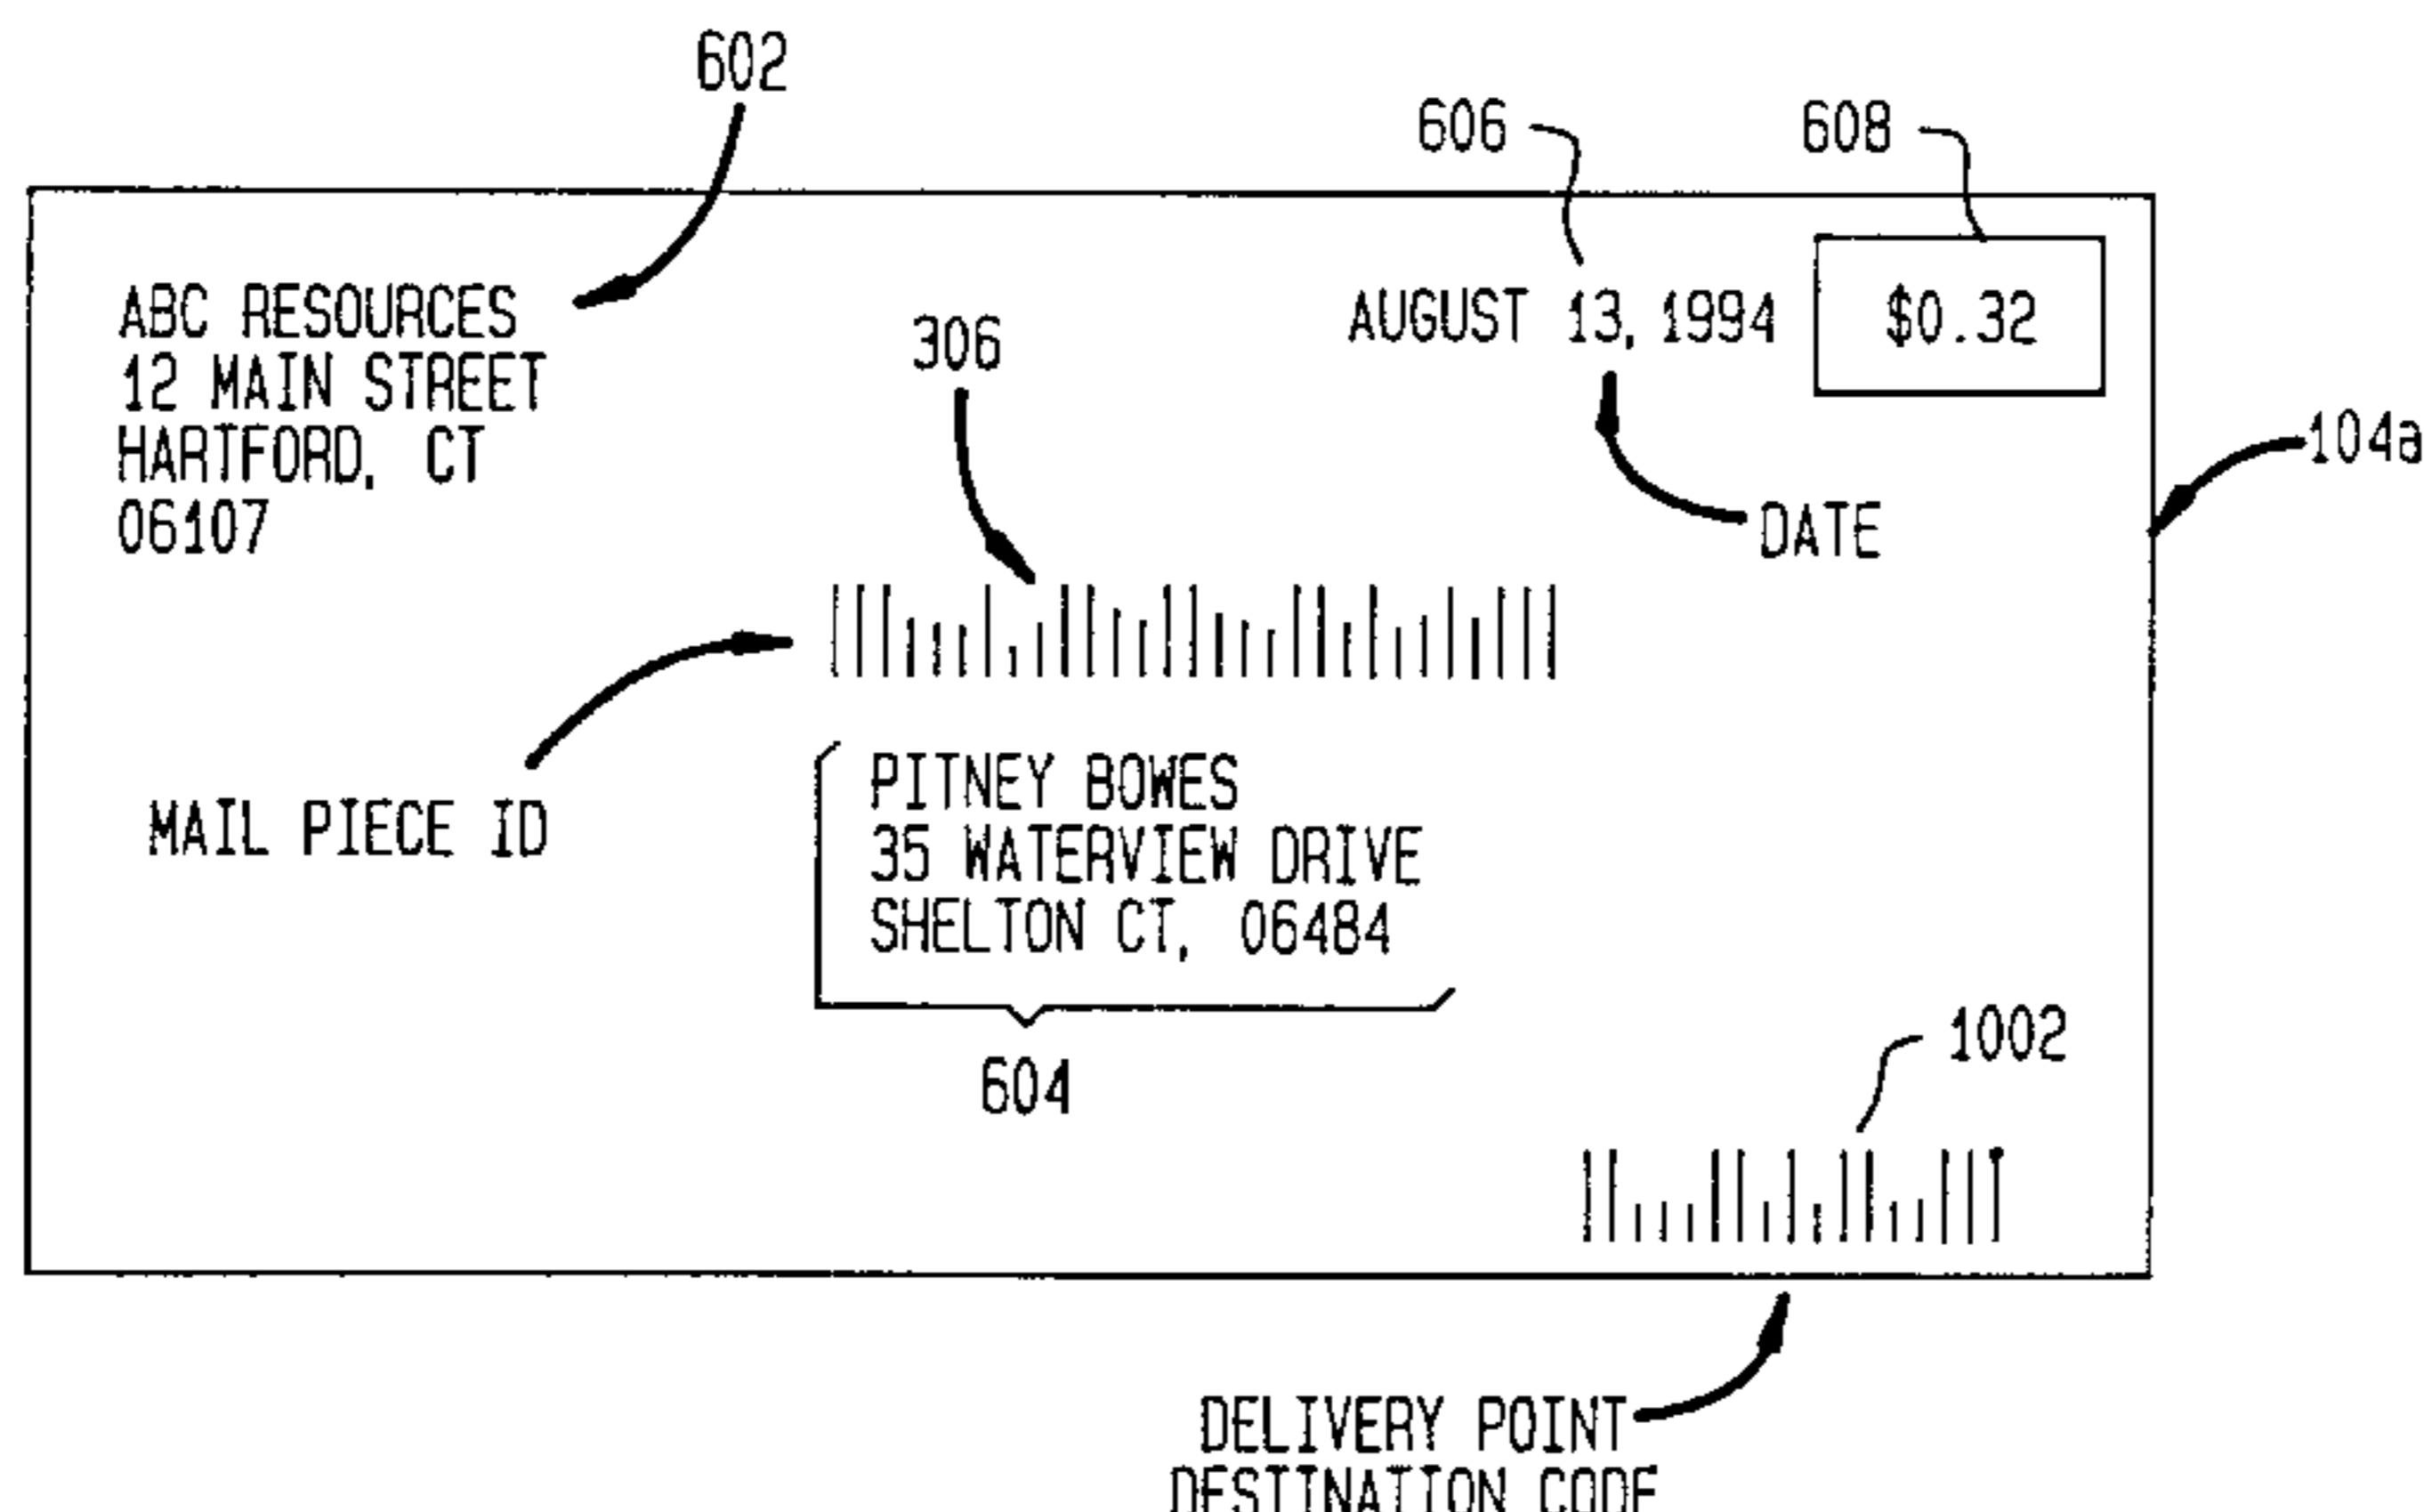 602
606
608
ABC RESOURCES
12 MAIN STREET
HARTFORD, CT
06107
306
AUGUST 13, 1994
$0.32
104a
DATE
MAIL PIECE ID
PITNEY BOWES
35 WATERVIEW DRIVE
SHELTON CT, 06484
604
1002
DELIVERY POINT
DESTINATION CODE